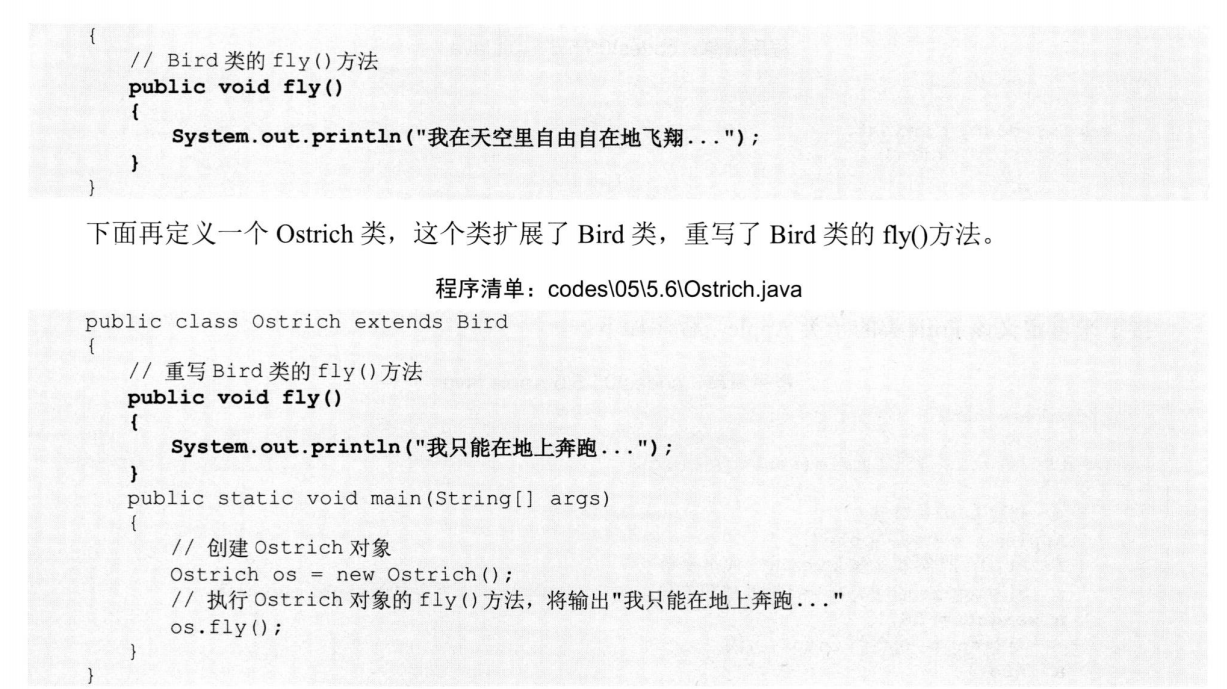 {
// Bird 类的 fly()方法
public void fly()
{
System.out.println("我在天空里自由自在地飞翔...");
}
}
下面再定义一个 Ostrich 类，这个类扩展了 Bird 类，重写了 Bird 类的 fly()方法。
程序清单：codes\05\5.6\Ostrich.java
public class Ostrich extends Bird
{
// 重写 Bird 类的 fly()方法
public void fly()
{
System.out.println("我只能在地上奔跑...");
}
public static void main(String[] args)
{
// 创建 Ostrich 对象
Ostrich os = new Ostrich();
// 执行 Ostrich 对象的 fly()方法，将输出"我只能在地上奔跑..."
os.fly();
}
}